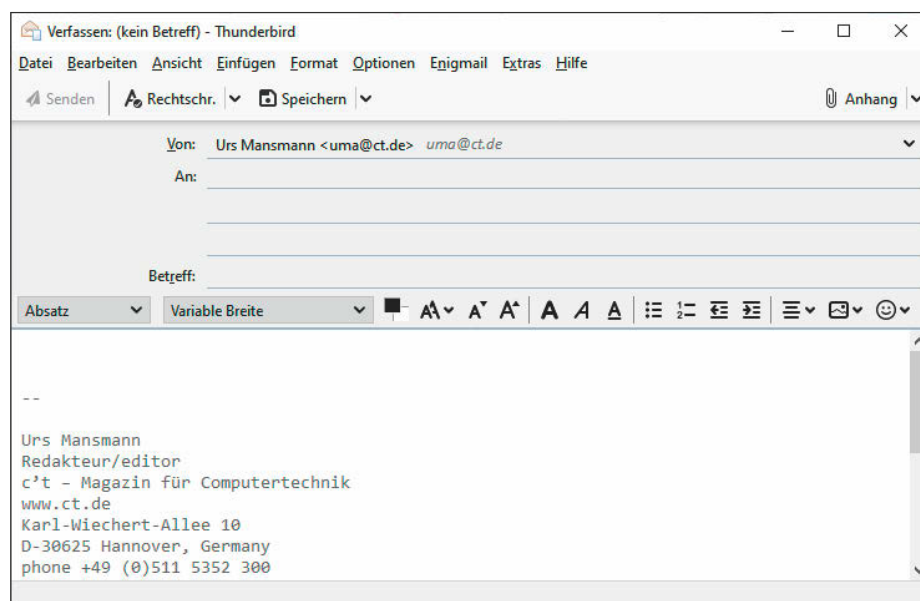 Verfassen: (kein Betreff) - Thunderbird
Datei Bearbeiten Ansicht Einfügen Format Optionen Enigmail Extras Hilfe
Senden Rechtschr. Speichern Anhang
Von: Urs Mansmann <uma@ct.de> uma@ct.de
An:
Betreff:
Absatz Variable Breite
--
Urs Mansmann
Redakteur/editor
c’t – Magazin für Computertechnik
www.ct.de
Karl-Wiechert-Allee 10
D-30625 Hannover, Germany
phone +49 (0)511 5352 300